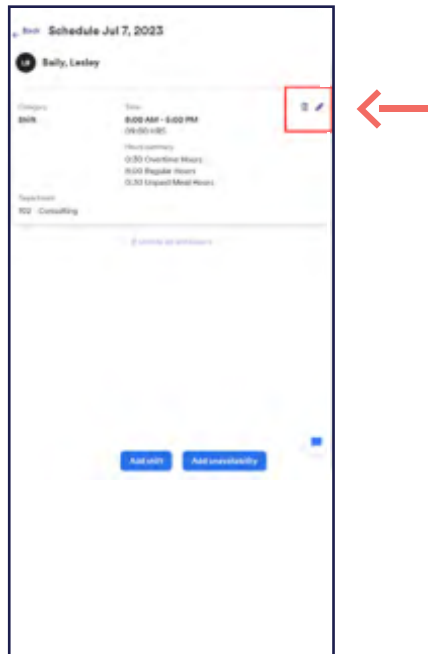 Back Schedule Jul 7, 2023
LB Baily, Lesley
Category
Shift
Time
8:00 AM - 5:00 PM
09:00 HRS
Hours summary
0:30 Overtime Hours
8:00 Regular Hours
0:30 Unpaid Meal Hours
Department
102 - Consulting
Add shift
Add unavailability